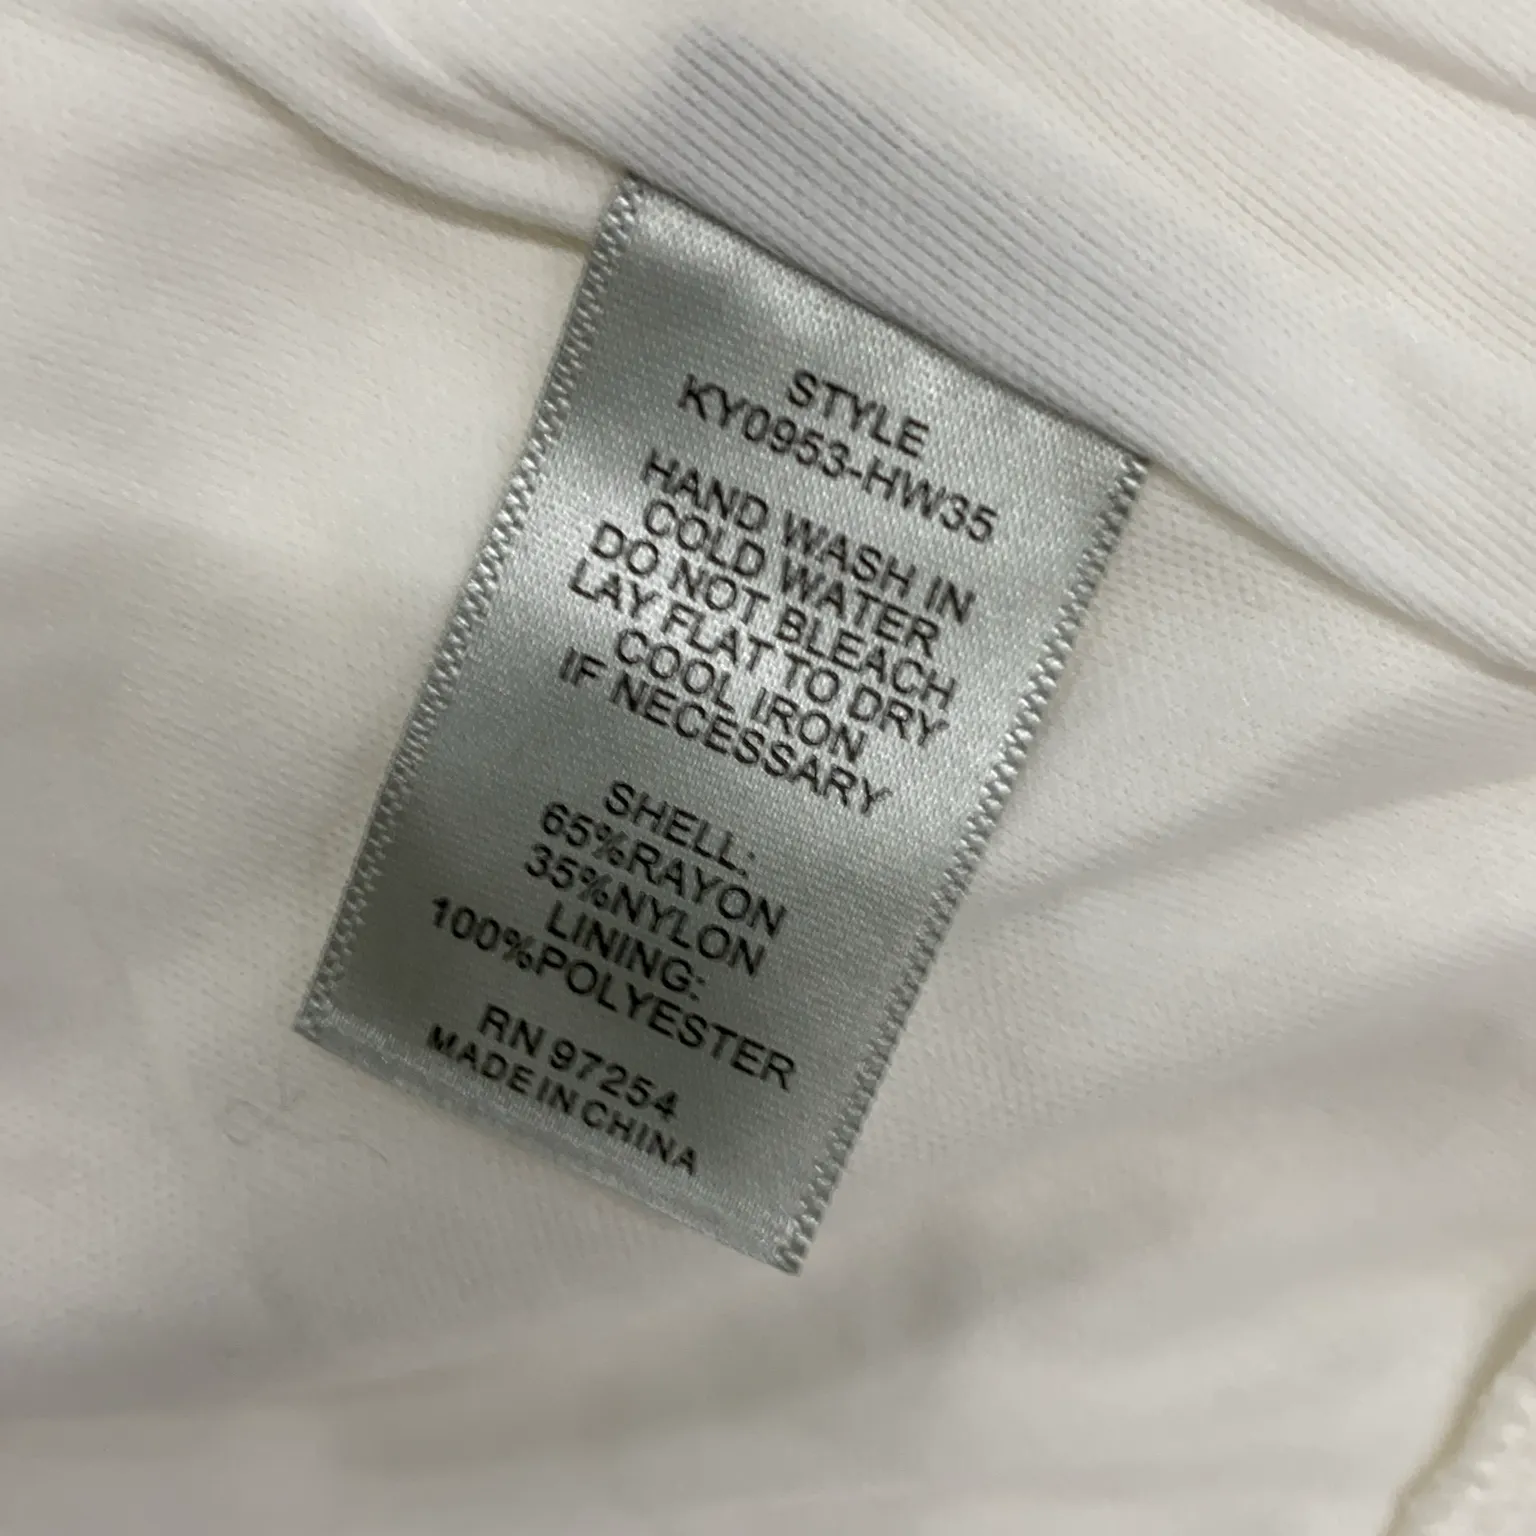 STYLE
KY0953-HW35
HAND WASH IN
COLD WATER
DO NOT BLEACH
LAY FLAT TO DRY
COOL IRON
IF NECESSARY
SHELL:
65%RAYON
35%NYLON
LINING:
100%POLYESTER
RN 97254
MADE IN CHINA